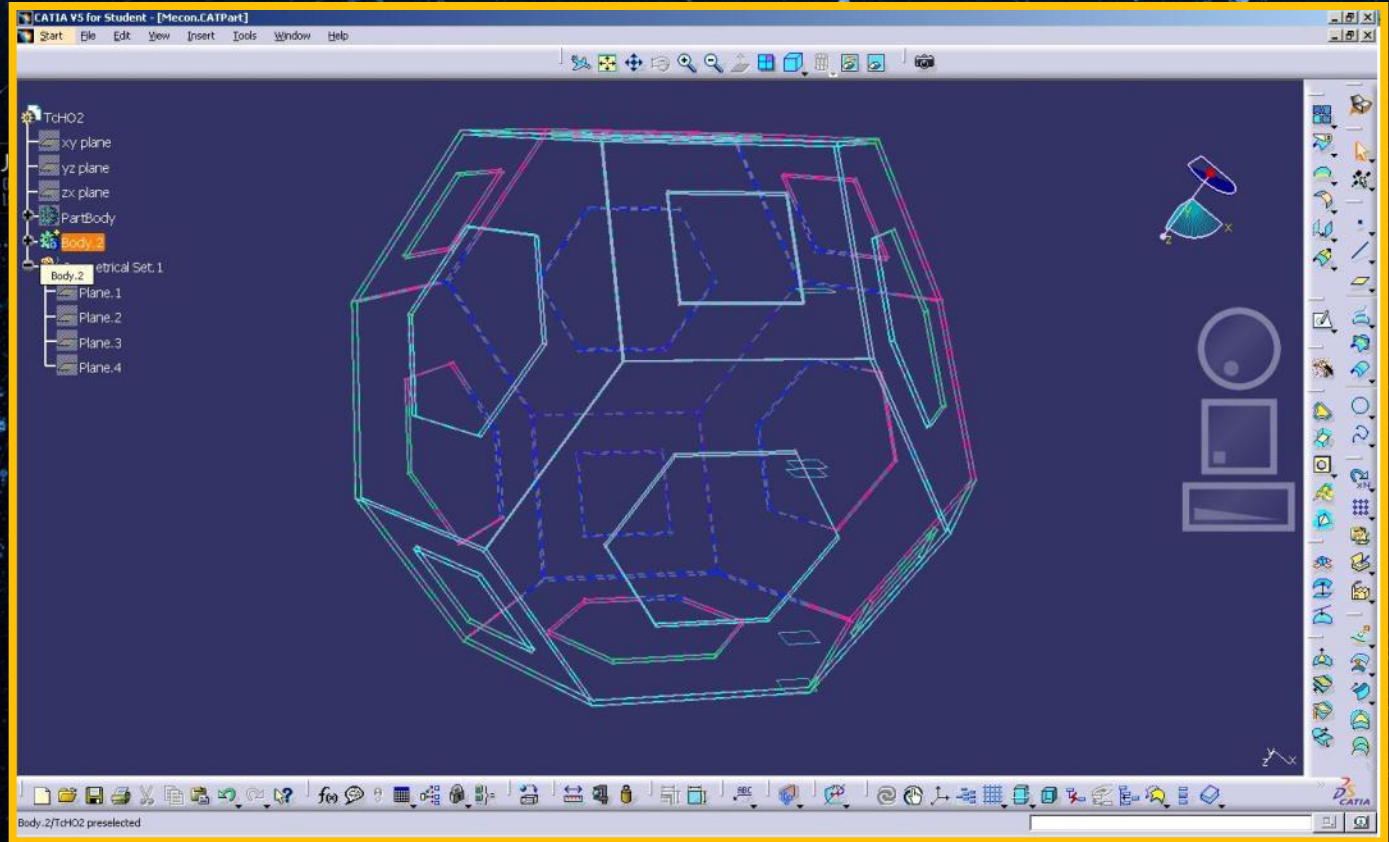 CATIA V5 for Student - [Mecon.CATPart]
Start File Edit View Insert Tools Window Help
TcHO2
xy plane
yz plane
zx plane
PartBody
Body.2
etrical Set.1
Body.2
Plane.1
Plane.2
Plane.3
Plane.4
x
y
z
y
x
z
f(x)
ABC
CATIA
Body.2/TcHO2 preselected